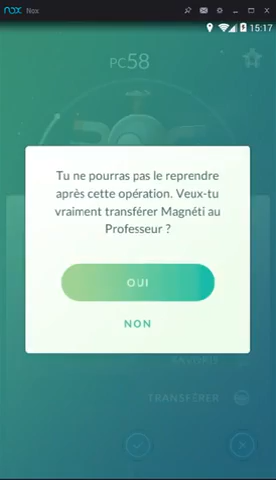 nox Nox
15:17
PC58
Tu ne pourras pas le reprendre
après cette opération. Veux-tu
vraiment transférer Magnéti au
Professeur ?
OUI
NON
TRANSFÉRER